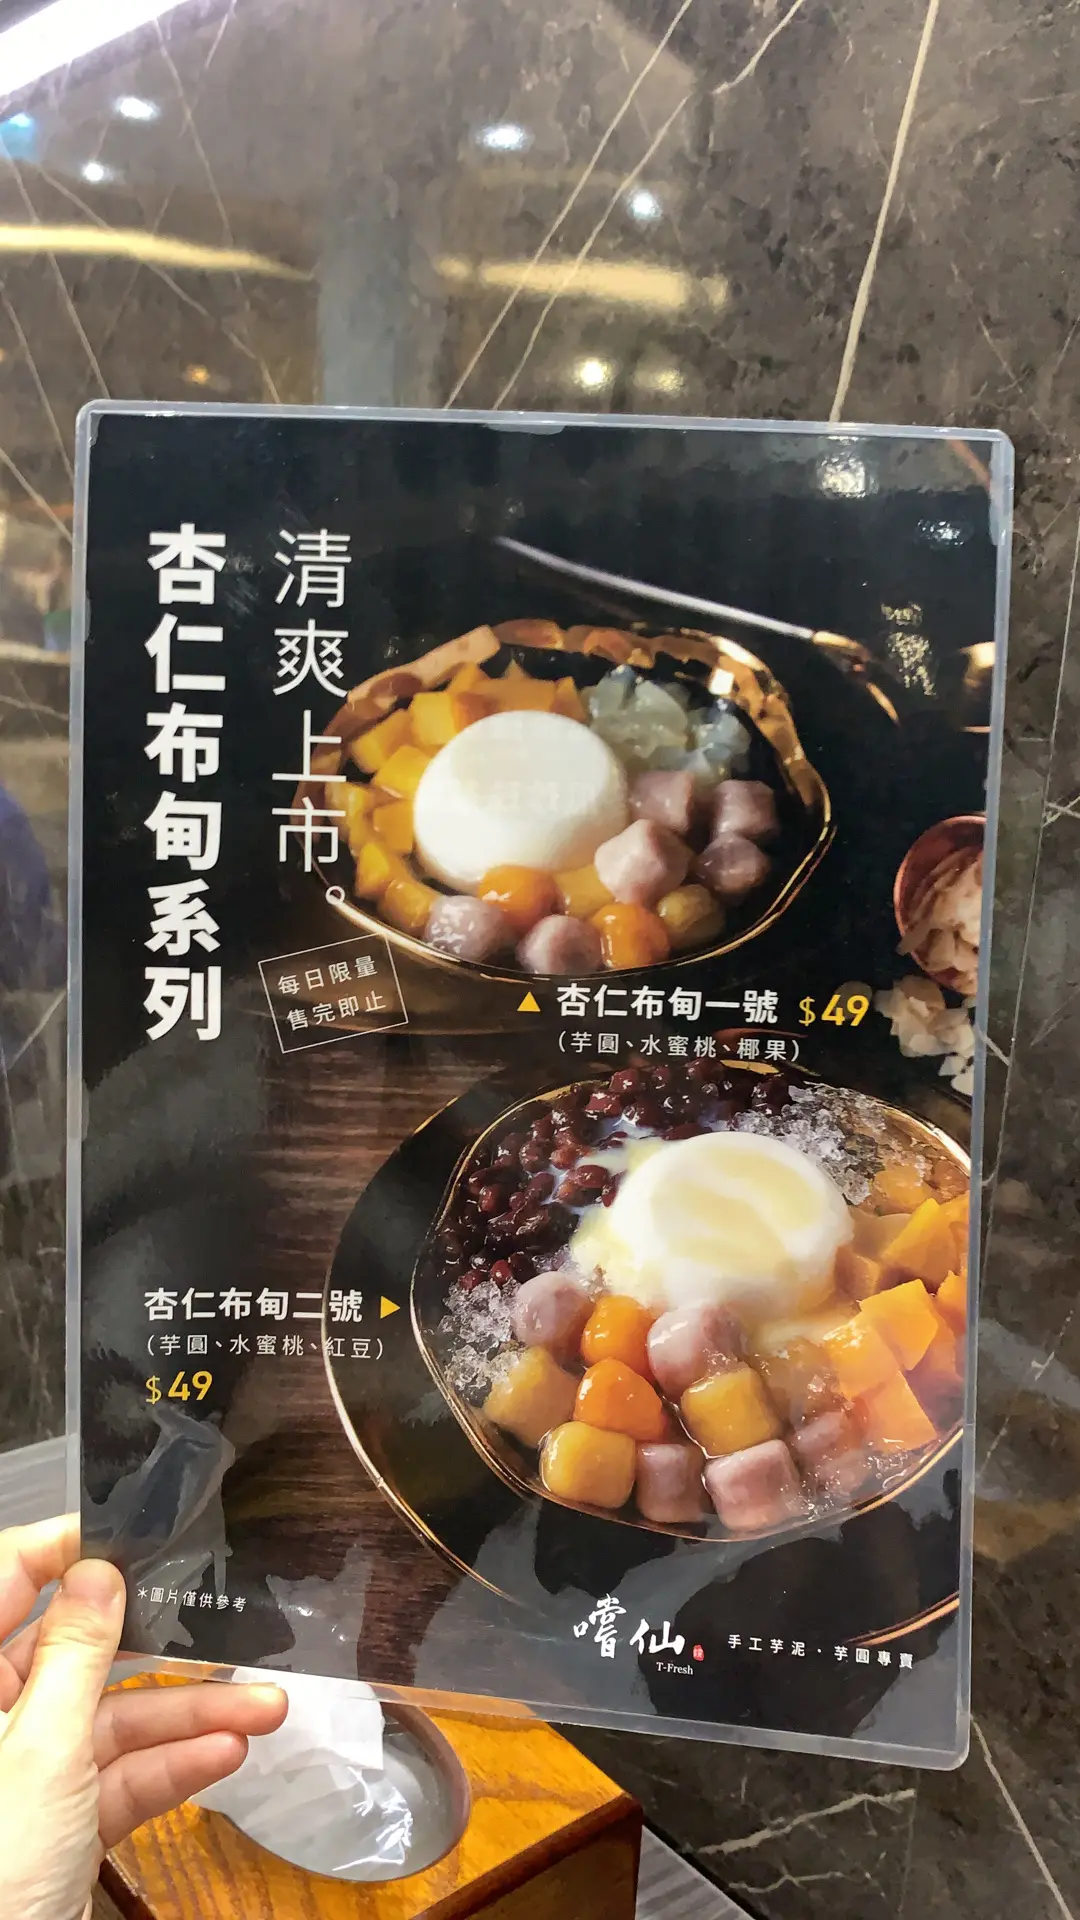 清爽上市。
杏仁布甸系列
每日限量
售完即止
▲ 杏仁布甸一號 $49
(芋圓、水蜜桃、椰果)
杏仁布甸二號 ▶
(芋圓、水蜜桃、紅豆)
$49
*圖片僅供參考
嚐仙
T-Fresh
手工芋泥・芋圓專賣